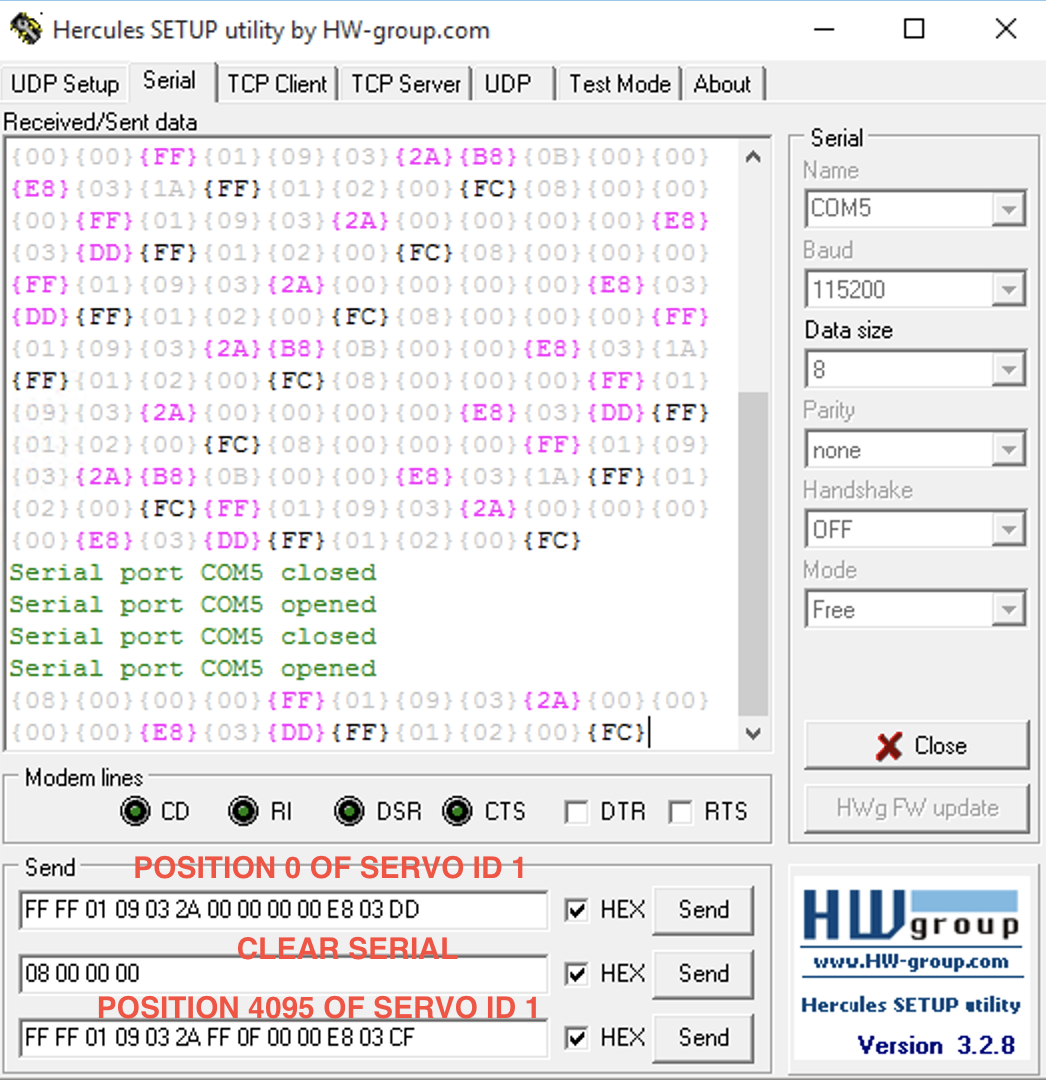 Hercules SETUP utility by HW-group.com
UDP Setup Serial TCP Client TCP Server UDP Test Mode About
Received/Sent data
{00}{00}{FF}{01}{09}{03}{2A}{B8}{0B}{00}{00}
{E8}{03}{1A}{FF}{01}{02}{00}{FC}{08}{00}{00}
{00}{FF}{01}{09}{03}{2A}{00}{00}{00}{00}{E8}
{03}{DD}{FF}{01}{02}{00}{FC}{08}{00}{00}{00}
{FF}{01}{09}{03}{2A}{00}{00}{00}{00}{E8}{03}
{DD}{FF}{01}{02}{00}{FC}{08}{00}{00}{00}{FF}
{01}{09}{03}{2A}{B8}{0B}{00}{00}{E8}{03}{1A}
{FF}{01}{02}{00}{FC}{08}{00}{00}{00}{FF}{01}
{09}{03}{2A}{00}{00}{00}{00}{E8}{03}{DD}{FF}
{01}{02}{00}{FC}{08}{00}{00}{00}{FF}{01}{09}
{03}{2A}{B8}{0B}{00}{00}{E8}{03}{1A}{FF}{01}
{02}{00}{FC}{FF}{01}{09}{03}{2A}{00}{00}{00}
{00}{E8}{03}{DD}{FF}{01}{02}{00}{FC}
Serial port COM5 closed
Serial port COM5 opened
Serial port COM5 closed
Serial port COM5 opened
{08}{00}{00}{00}{FF}{01}{09}{03}{2A}{00}{00}
{00}{00}{E8}{03}{DD}{FF}{01}{02}{00}{FC}
Serial
Name
COM5
Baud
115200
Data size
8
Parity
none
Handshake
OFF
Mode
Free
Close
HWg FW update
Modem lines
CD RI DSR CTS DTR RTS
Send
POSITION 0 OF SERVO ID 1
FF FF 01 09 03 2A 00 00 00 00 E8 03 DD HEX Send
CLEAR SERIAL
08 00 00 00 HEX Send
POSITION 4095 OF SERVO ID 1
FF FF 01 09 03 2A FF 0F 00 00 E8 03 CF HEX Send
HWgroup
www.HW-group.com
Hercules SETUP utility
Version 3.2.8